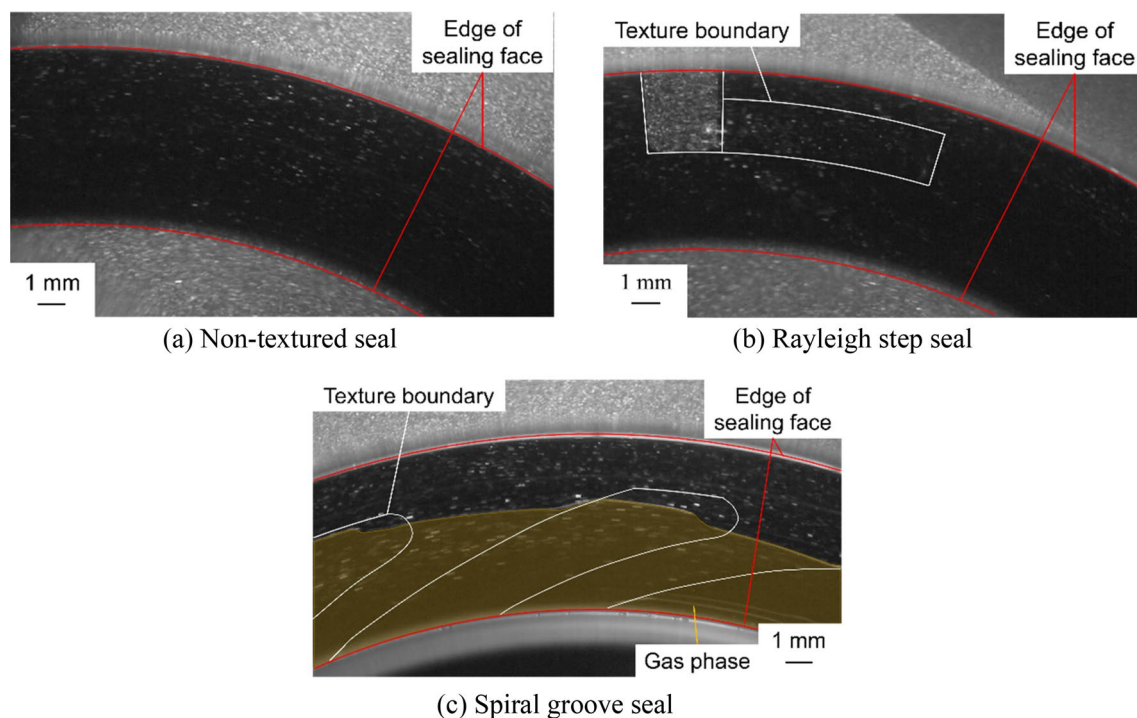 Edge of
sealing face
1 mm
(a) Non-textured seal
Texture boundary
Edge of
sealing face
1 mm
(b) Rayleigh step seal
Texture boundary
Edge of
sealing face
1 mm
Gas phase
(c) Spiral groove seal